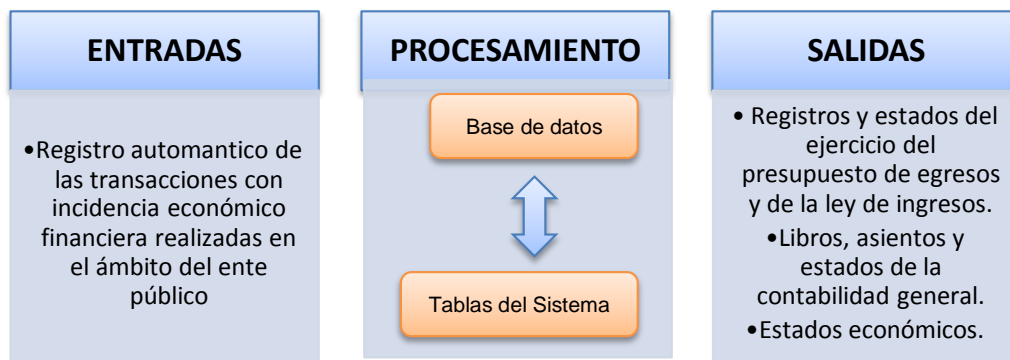 ENTRADAS
•Registro automantico de
las transacciones con
incidencia económico
financiera realizadas en
el ámbito del ente
público
PROCESAMIENTO
Base de datos
Tablas del Sistema
SALIDAS
• Registros y estados del
ejercicio del
presupuesto de egresos
y de la ley de ingresos.
•Libros, asientos y
estados de la
contabilidad general.
•Estados económicos.